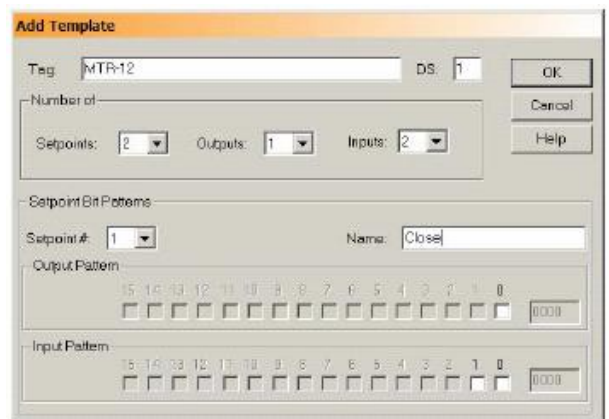 Add Template
Tag: MTR-12 DS: 1 OK
Number of Cancel
Setpoints: 2 Outputs: 1 Inputs: 2 Help
Setpoint Bit Patterns
Setpoint #: 1 Name: Close
Output Pattern
15 14 13 12 11 10 9 8 7 6 5 4 3 2 1 0
0000
Input Pattern
15 14 13 12 11 10 9 8 7 6 5 4 3 2 1 0
0000